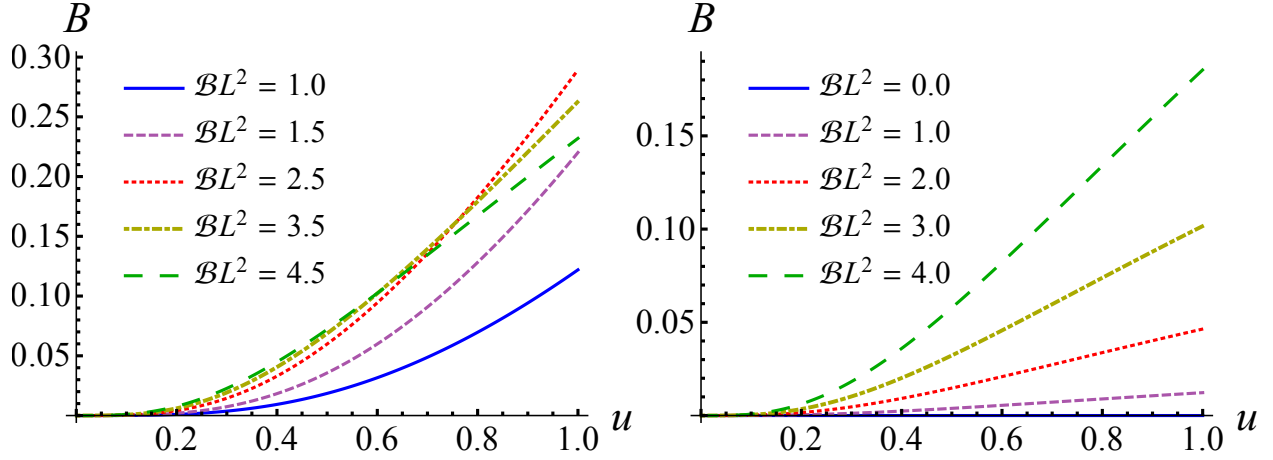 B
0.30
0.25
0.20
0.15
0.10
0.05
ℬL² = 1.0
ℬL² = 1.5
ℬL² = 2.5
ℬL² = 3.5
ℬL² = 4.5
0.2 0.4 0.6 0.8 1.0 u
B
0.15
0.10
0.05
ℬL² = 0.0
ℬL² = 1.0
ℬL² = 2.0
ℬL² = 3.0
ℬL² = 4.0
0.2 0.4 0.6 0.8 1.0 u